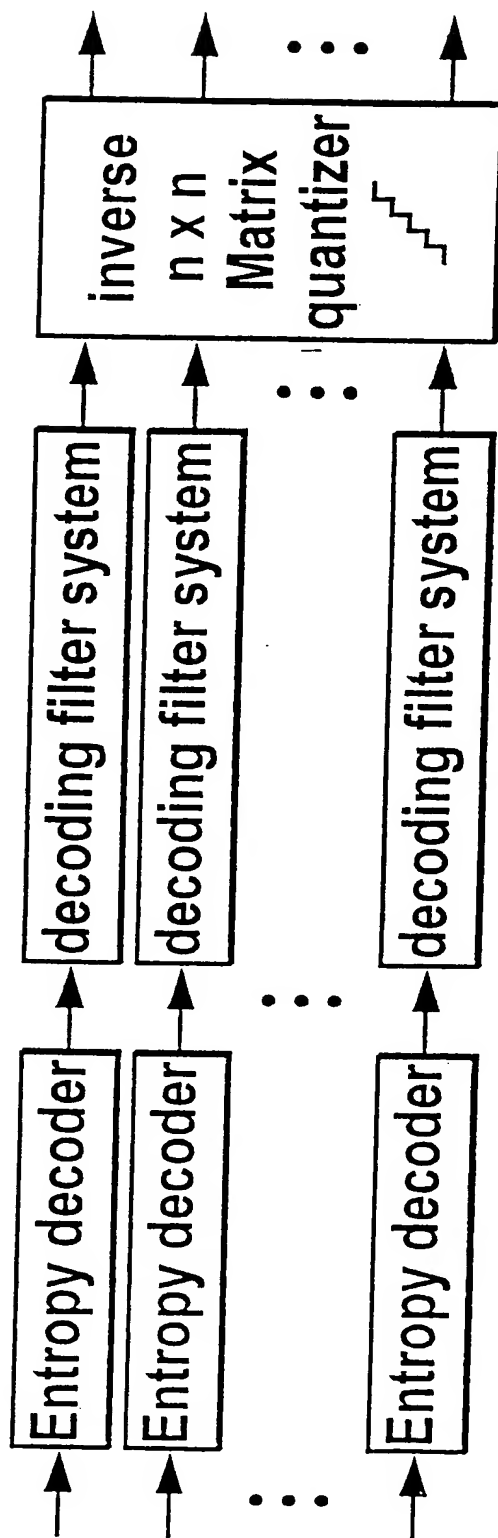 Entropy decoder
decoding filter system
Entropy decoder
decoding filter system
Entropy decoder
decoding filter system
inverse
n x n
Matrix
quantizer